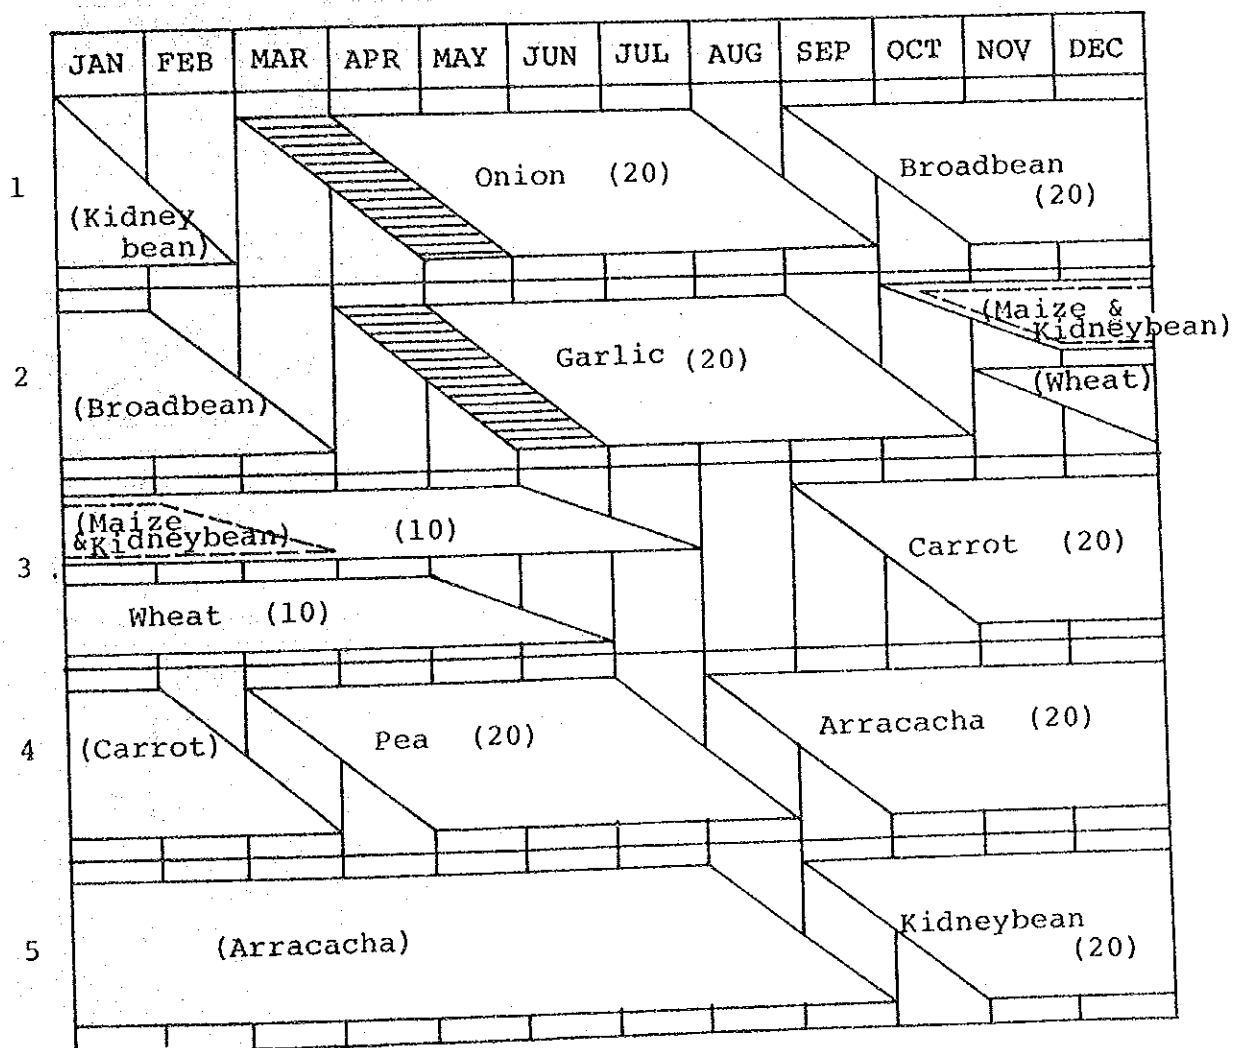 JAN FEB MAR APR MAY JUN JUL AUG SEP OCT NOV DEC
1
Onion (20)
Broadbean
(20)
(Kidney
bean)
2
(Maize &
Kidneybean)
Garlic (20)
(Broadbean)
(Wheat)
3
(Maize
&Kidneybean)
(10)
Carrot (20)
Wheat (10)
4
(Carrot)
Pea (20)
Arracacha (20)
5
(Arracacha)
Kidneybean
(20)